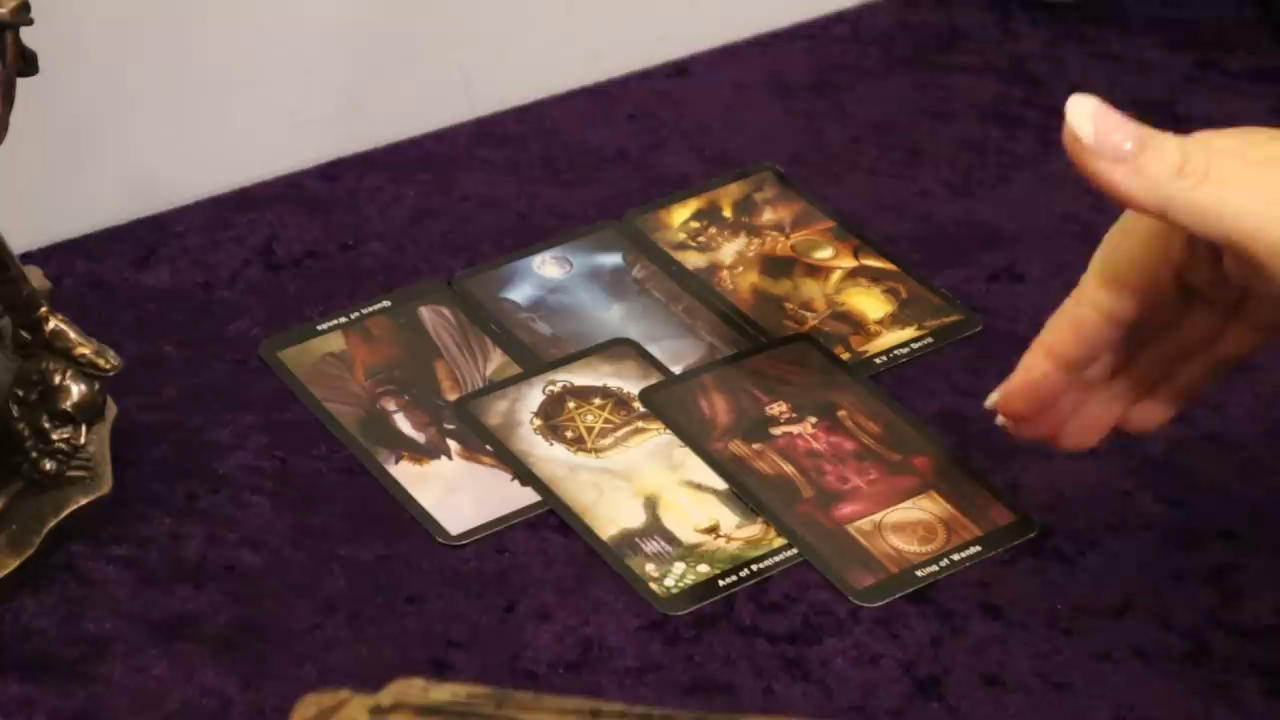 Queen of Wands
XV • The Devil
Ace of Pentacles
King of Wands